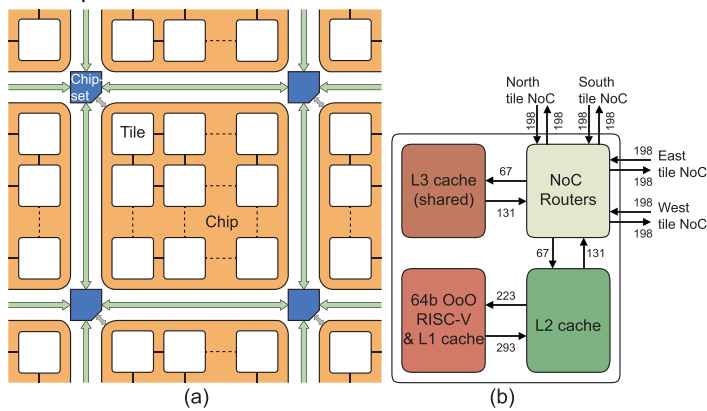 Chip-
set
Tile
Chip
(a)
North
tile NoC
South
tile NoC
198
198
198
198
L3 cache
(shared)
67
131
NoC
Routers
198
East
tile NoC
198
198
West
tile NoC
198
67
131
64b OoO
RISC-V
& L1 cache
223
293
L2 cache
(b)